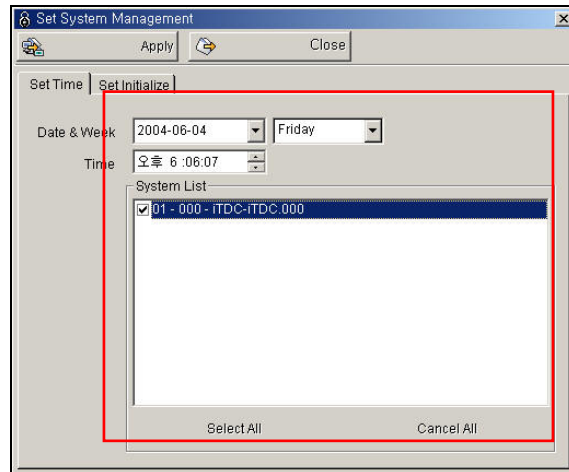 Set System Management
Apply Close
Set Time Set Initialize
Date & Week 2004-06-04 Friday
Time 오후 6:06:07
System List
01 - 000 - iTDC-iTDC.000
Select All Cancel All